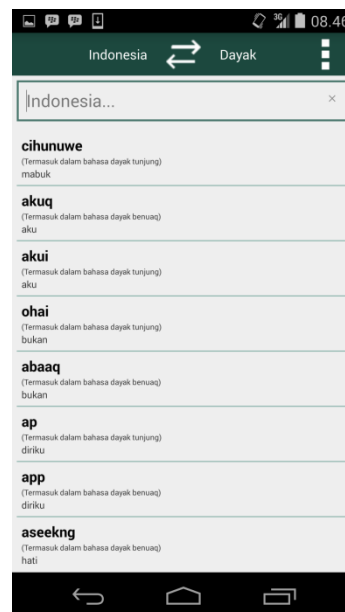 3G 08.46
Indonesia Dayak
Indonesia... ×
cihunuwe
(Termasuk dalam bahasa dayak tunjung)
mabuk
akuq
(Termasuk dalam bahasa dayak benuaq)
aku
akui
(Termasuk dalam bahasa dayak tunjung)
aku
ohai
(Termasuk dalam bahasa dayak tunjung)
bukan
abaaq
(Termasuk dalam bahasa dayak benuaq)
bukan
ap
(Termasuk dalam bahasa dayak tunjung)
diriku
app
(Termasuk dalam bahasa dayak benuaq)
diriku
aseekng
(Termasuk dalam bahasa dayak benuaq)
hati